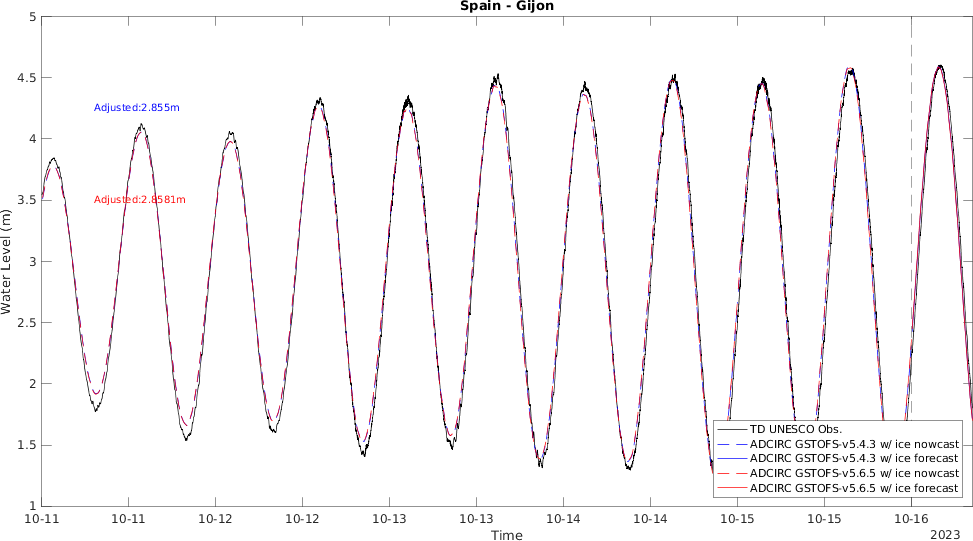 Spain - Gijon
5
4.5
4
3.5
3
2.5
2
1.5
1
Water Level (m)
Adjusted:2.855m
Adjusted:2.8581m
TD UNESCO Obs.
ADCIRC GSTOFS-v5.4.3 w/ ice nowcast
ADCIRC GSTOFS-v5.4.3 w/ ice forecast
ADCIRC GSTOFS-v5.6.5 w/ ice nowcast
ADCIRC GSTOFS-v5.6.5 w/ ice forecast
10-11 10-11 10-12 10-12 10-13 10-13 10-14 10-14 10-15 10-15 10-16
Time
2023